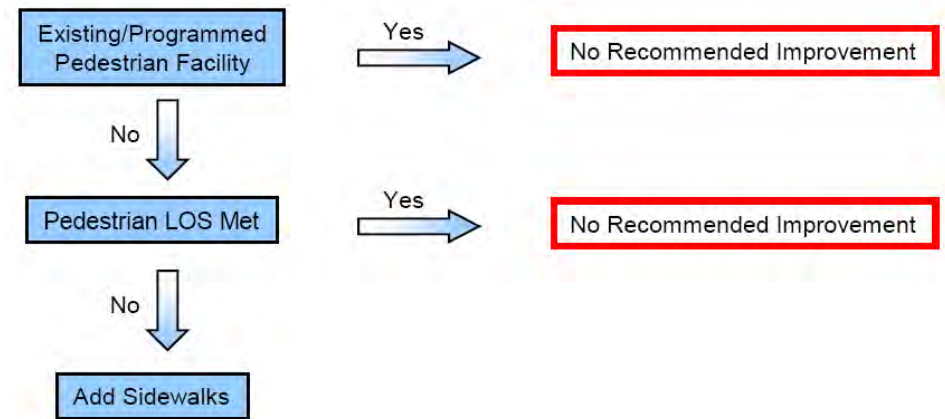 Existing/Programmed
Pedestrian Facility
Yes
No Recommended Improvement
No
Pedestrian LOS Met
Yes
No Recommended Improvement
No
Add Sidewalks